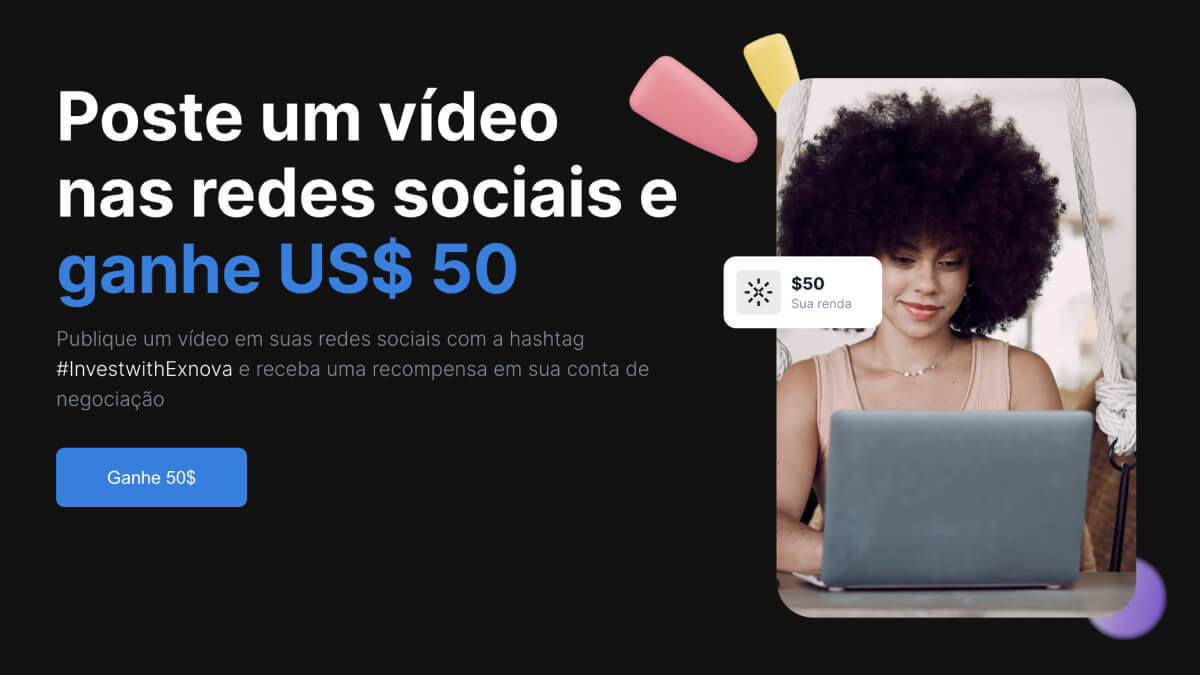 Poste um vídeo
nas redes sociais e
ganhe US$ 50
Publique um vídeo em suas redes sociais com a hashtag
#InvestwithExnova e receba uma recompensa em sua conta de
negociação
Ganhe 50$
$50
Sua renda